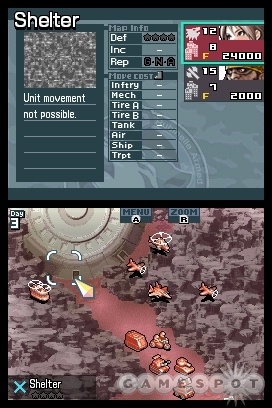 Shelter
Map Info
Def
Inc –
Rep G-N-A
Move cost
Inftry –
Mech –
Tire A –
Tire B –
Tank –
Air –
Ship –
Trpt –
Unit movement
not possible.
12
8
F 24000
15
7
F 2000
Day
3
MENU
A
ZOOM
R
Shelter
GAMESPOT